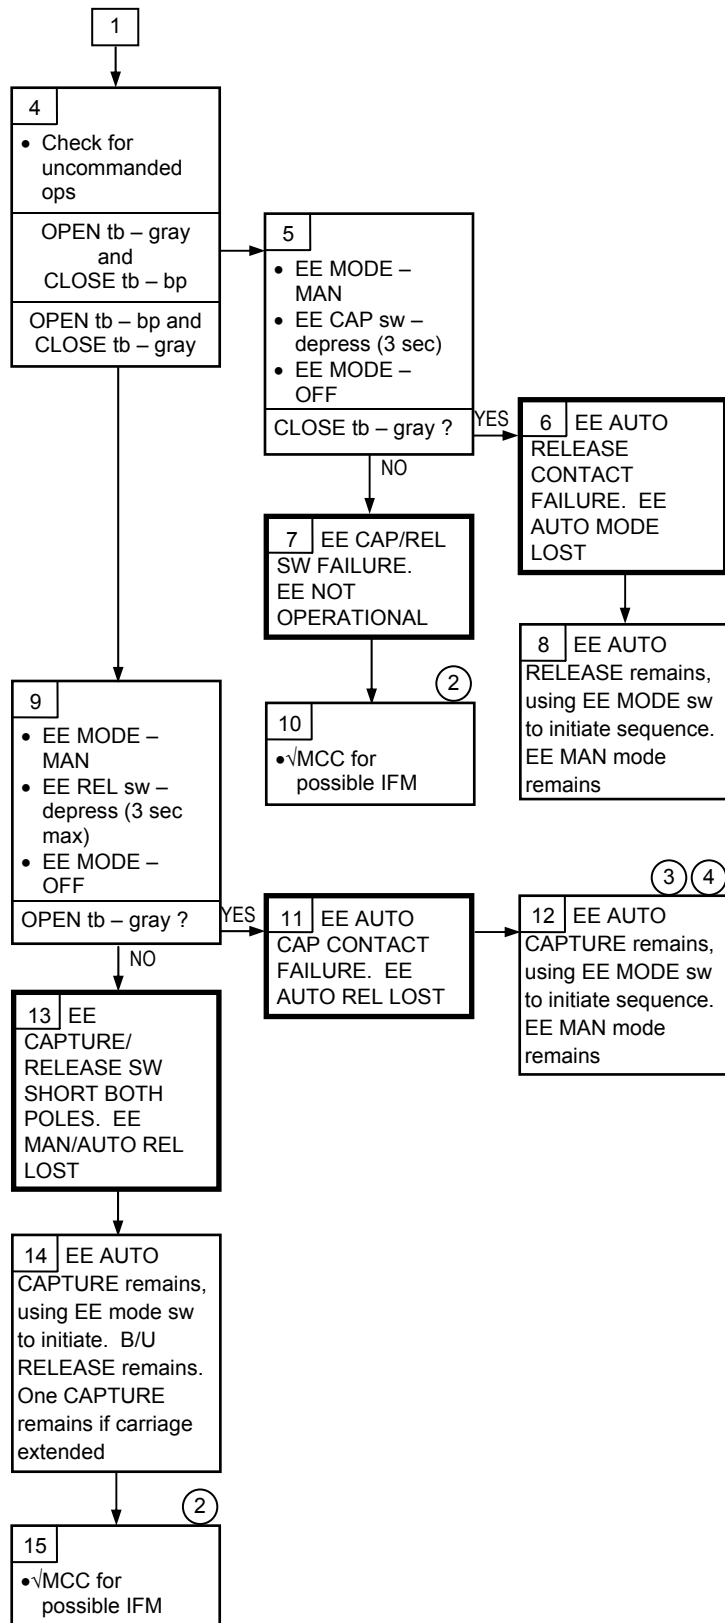 1
4
• Check for
uncommanded
ops
OPEN tb – gray
and
CLOSE tb – bp
OPEN tb – bp and
CLOSE tb – gray
5
• EE MODE –
MAN
• EE CAP sw –
depress (3 sec)
• EE MODE –
OFF
CLOSE tb – gray ?
YES
NO
6 EE AUTO
RELEASE
CONTACT
FAILURE. EE
AUTO MODE
LOST
7 EE CAP/REL
SW FAILURE.
EE NOT
OPERATIONAL
8 EE AUTO
RELEASE remains,
using EE MODE sw
to initiate sequence.
EE MAN mode
remains
2
10
•√MCC for
possible IFM
9
• EE MODE –
MAN
• EE REL sw –
depress (3 sec
max)
• EE MODE –
OFF
OPEN tb – gray ?
YES
NO
11 EE AUTO
CAP CONTACT
FAILURE. EE
AUTO REL LOST
3 4
12 EE AUTO
CAPTURE remains,
using EE MODE sw
to initiate sequence.
EE MAN mode
remains
13 EE
CAPTURE/
RELEASE SW
SHORT BOTH
POLES. EE
MAN/AUTO REL
LOST
14 EE AUTO
CAPTURE remains,
using EE mode sw
to initiate. B/U
RELEASE remains.
One CAPTURE
remains if carriage
extended
2
15
•√MCC for
possible IFM